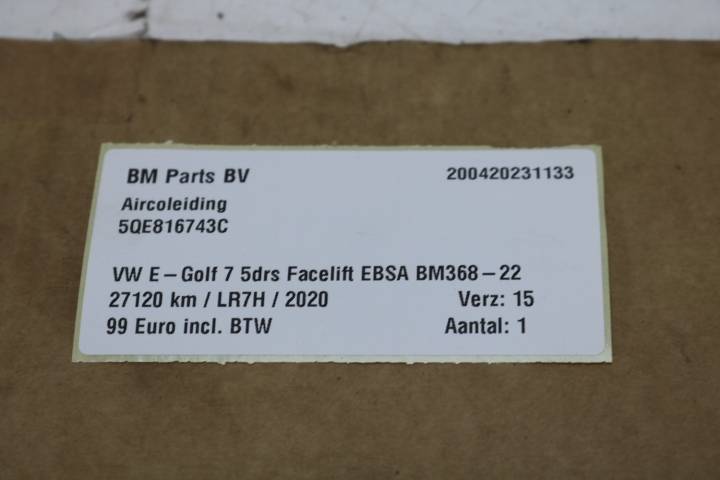 BM Parts BV 200420231133
Aircoleiding
5QE816743C
VW E-Golf 7 5drs Facelift EBSA BM368-22
27120 km / LR7H / 2020 Verz: 15
99 Euro incl. BTW Aantal: 1